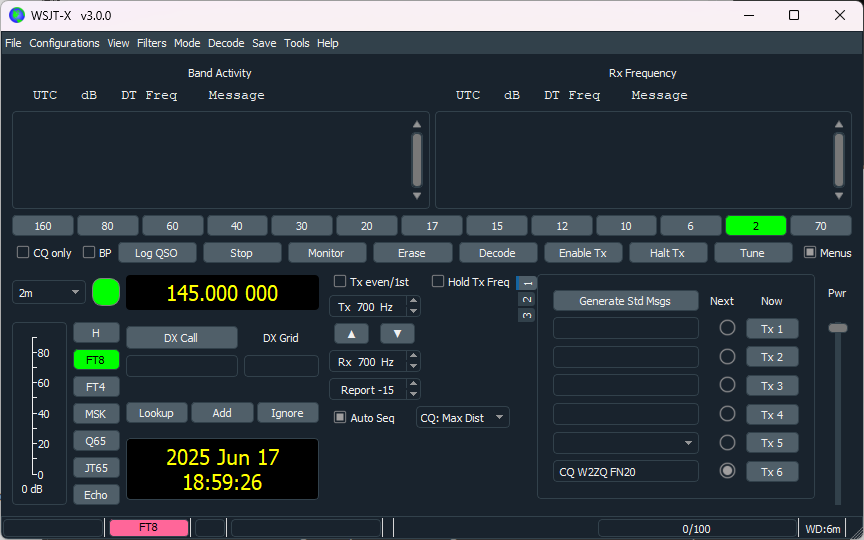 WSJT-X v3.0.0
File Configurations View Filters Mode Decode Save Tools Help
Band Activity
UTC dB DT Freq Message
Rx Frequency
UTC dB DT Freq Message
160 80 60 40 30 20 17 15 12 10 6 2 70
CQ only BP Log QSO Stop Monitor Erase Decode Enable Tx Halt Tx Tune Menus
2m
145.000 000
80
60
40
20
0
0 dB
H
FT8
FT4
MSK
Q65
JT65
Echo
DX Call DX Grid
Lookup Add Ignore
2025 Jun 17
18:59:26
Tx even/1st Hold Tx Freq
Tx 700 Hz
▲ ▼
Rx 700 Hz
Report -15
Auto Seq CQ: Max Dist
1
2
3
Generate Std Msgs Next Now
Tx 1
Tx 2
Tx 3
Tx 4
Tx 5
CQ W2ZQ FN20 Tx 6
Pwr
FT8 0/100 WD:6m